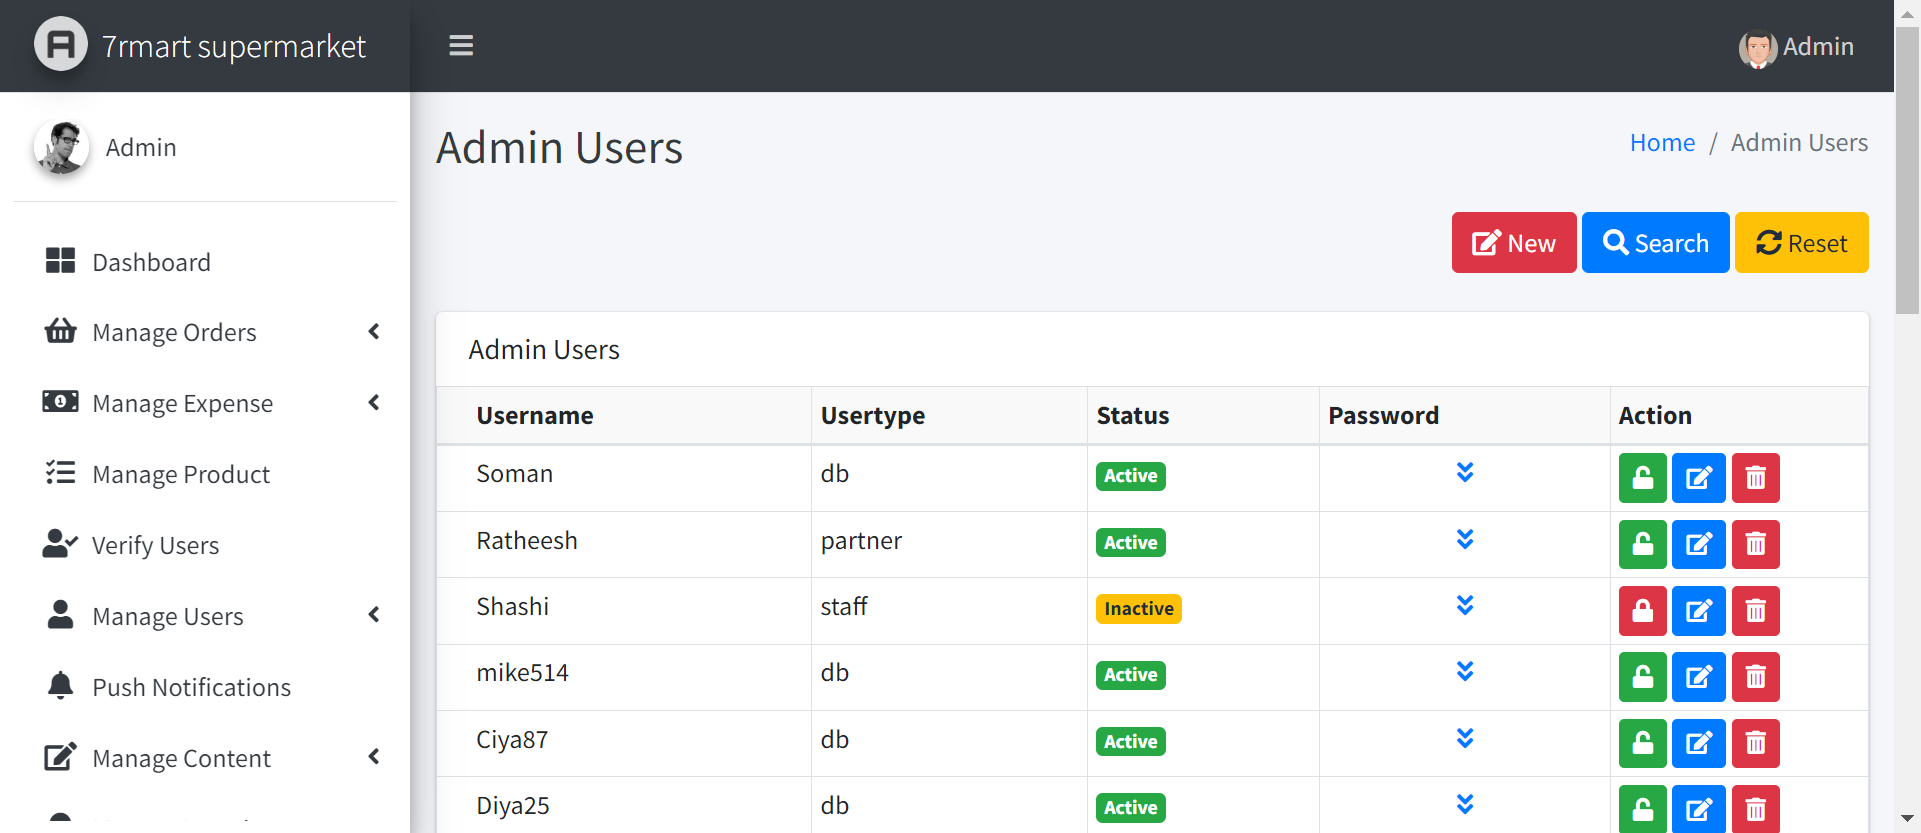 7rmart supermarket
Admin
Admin
Dashboard
Manage Orders
Manage Expense
Manage Product
Verify Users
Manage Users
Push Notifications
Manage Content
Admin Users
Home / Admin Users
New Search Reset
Admin Users
Username Usertype Status Password Action
Soman db Active
Ratheesh partner Active
Shashi staff Inactive
mike514 db Active
Ciya87 db Active
Diya25 db Active